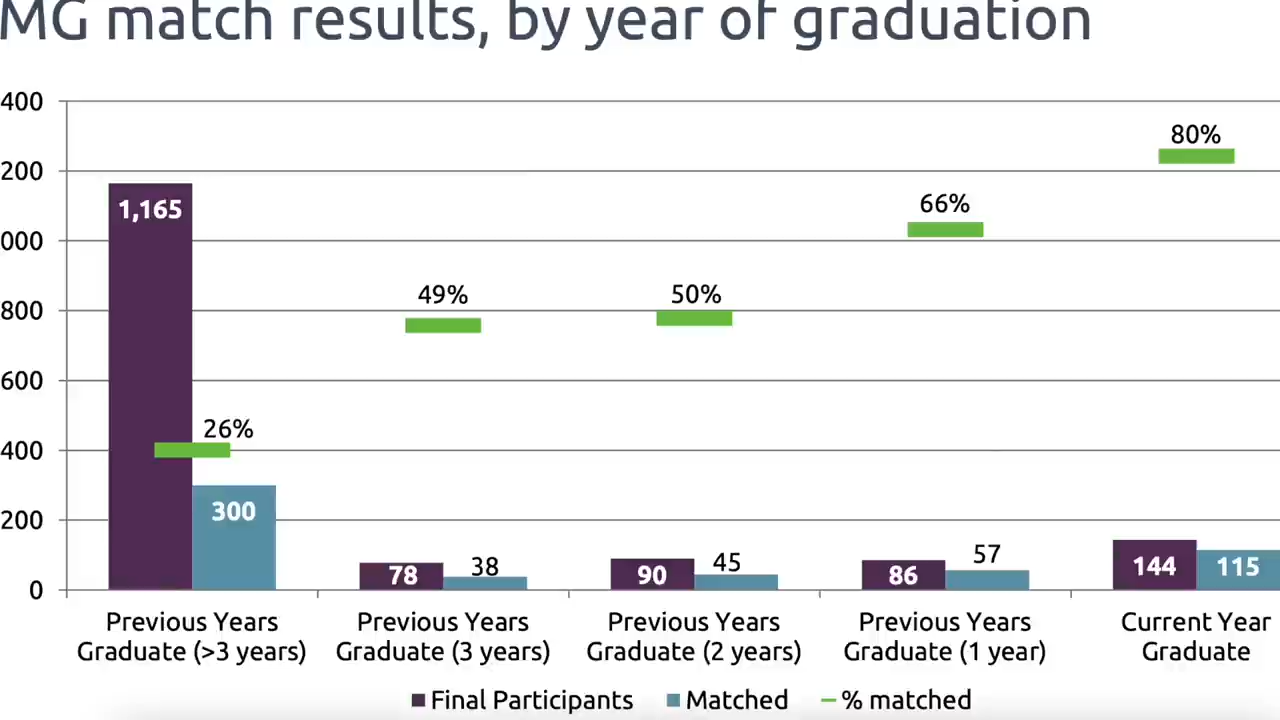 MG match results, by year of graduation
400
200
000
800
600
400
200
0
1,165
300
26%
78
38
49%
90
45
50%
86
57
66%
144
115
80%
Previous Years
Graduate (>3 years)
Previous Years
Graduate (3 years)
Previous Years
Graduate (2 years)
Previous Years
Graduate (1 year)
Current Year
Graduate
Final Participants
Matched
% matched